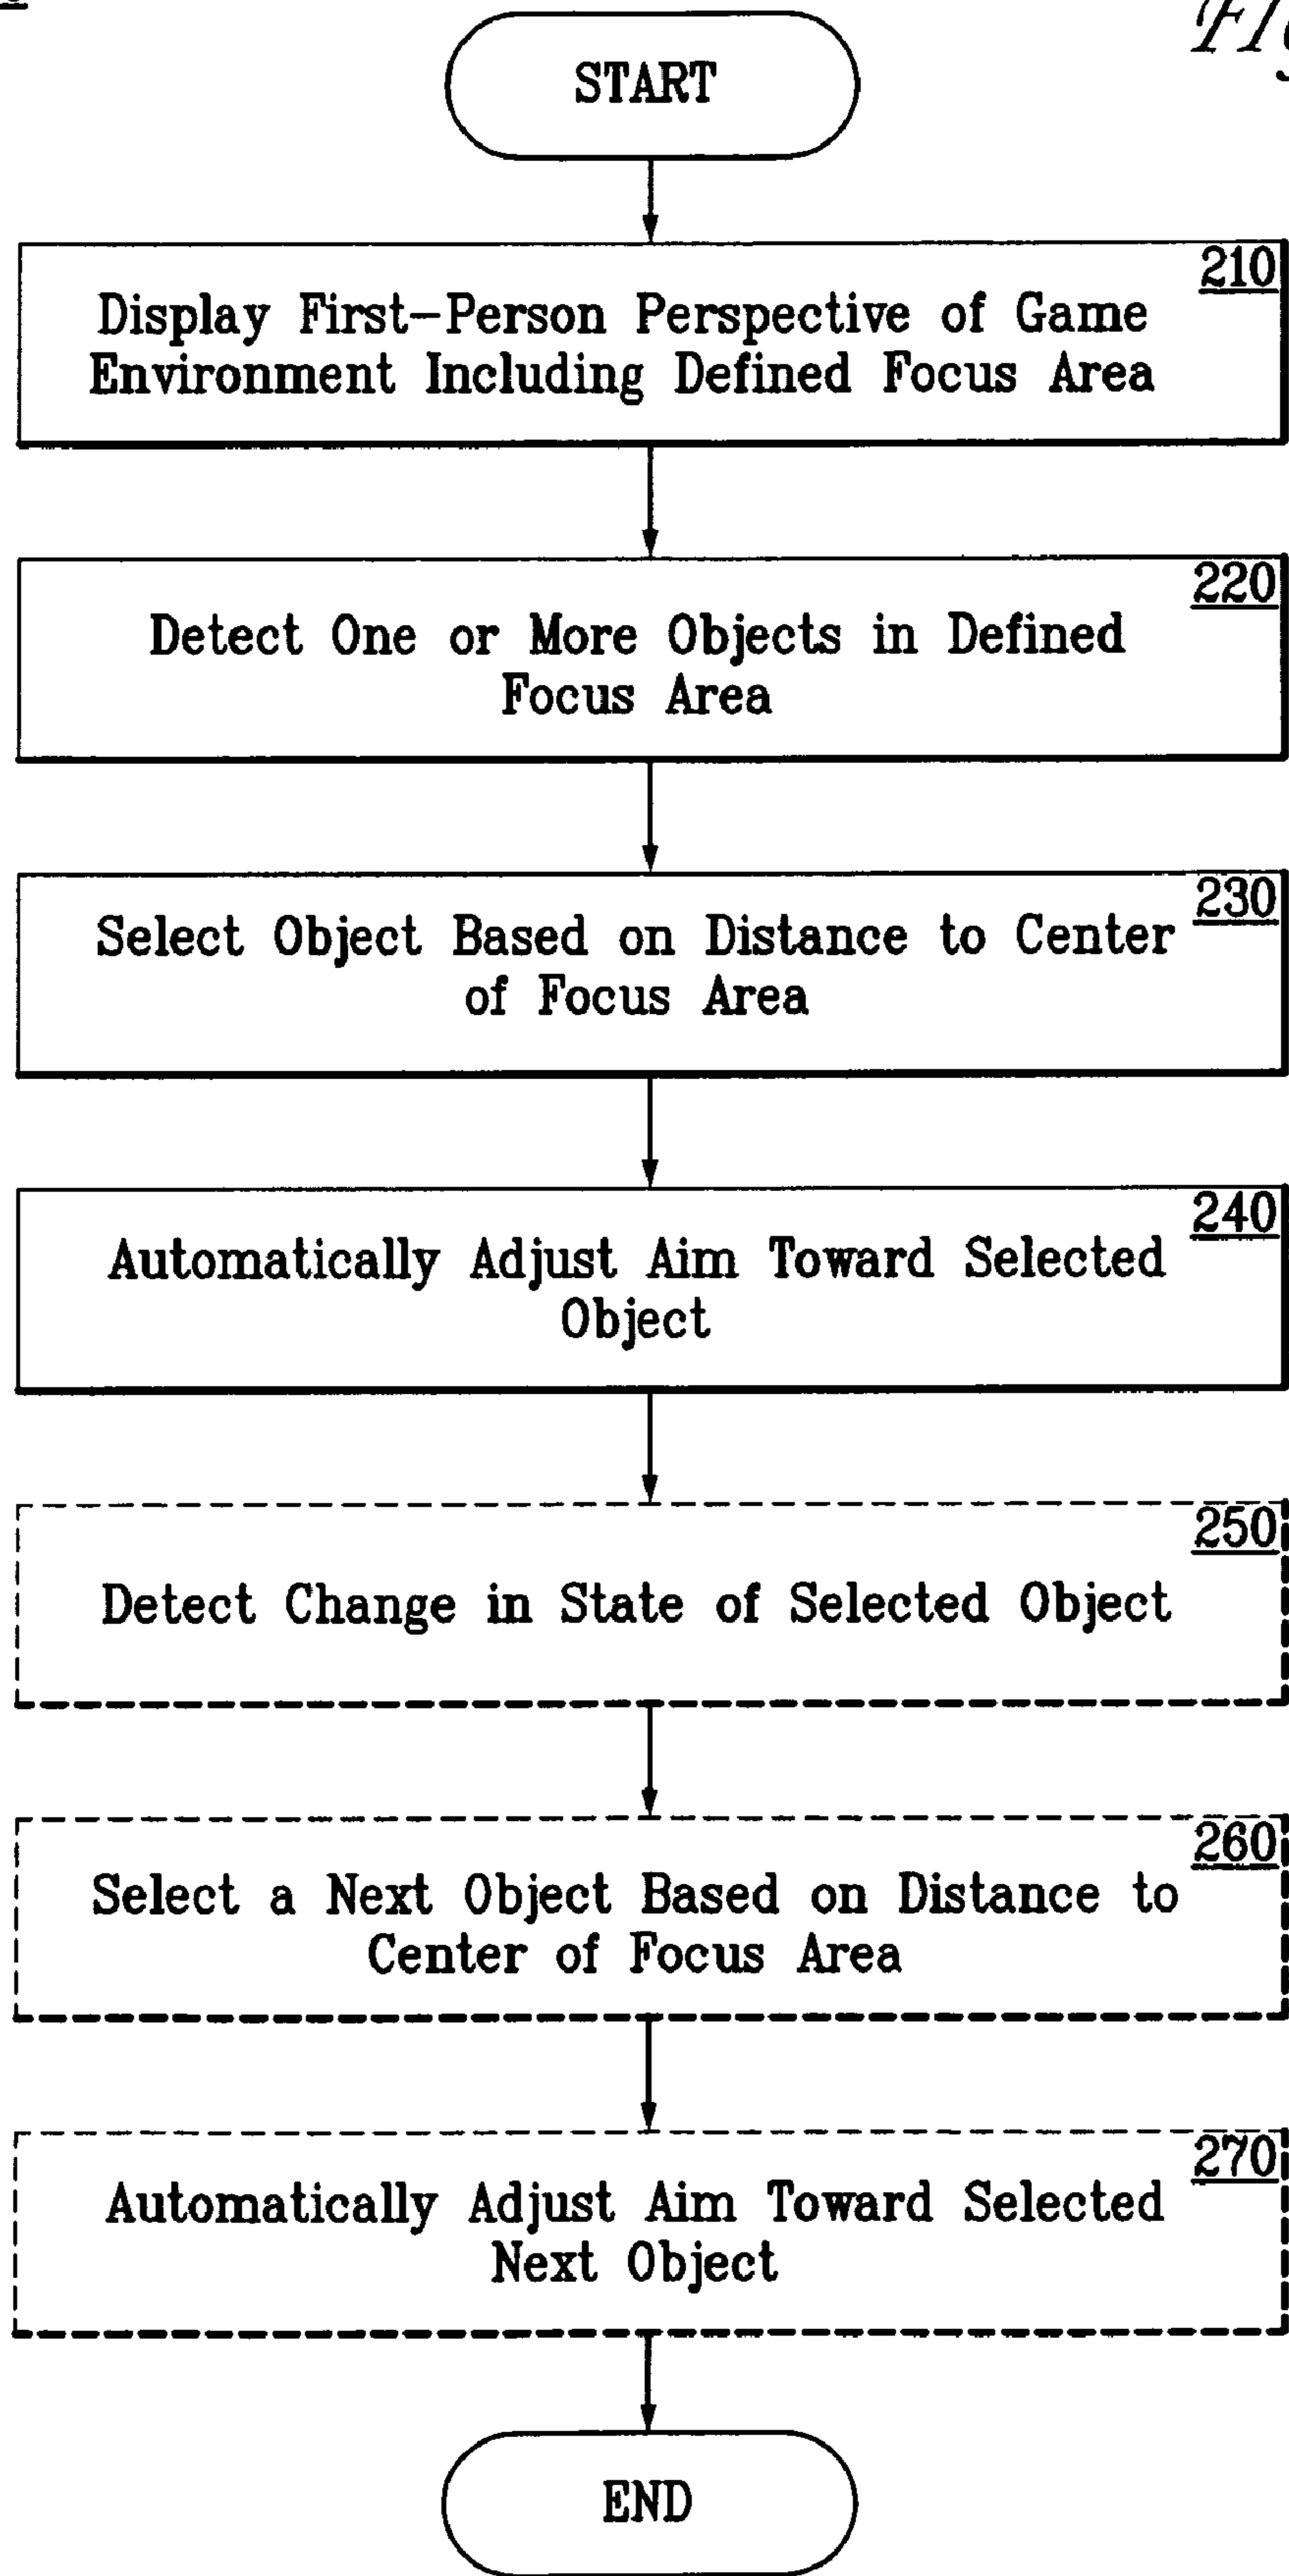 START
210
Display First-Person Perspective of Game
Environment Including Defined Focus Area
220
Detect One or More Objects in Defined
Focus Area
230
Select Object Based on Distance to Center
of Focus Area
240
Automatically Adjust Aim Toward Selected
Object
250
Detect Change in State of Selected Object
260
Select a Next Object Based on Distance to
Center of Focus Area
270
Automatically Adjust Aim Toward Selected
Next Object
END